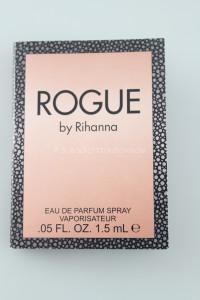 ROGUE
by Rihanna
EAU DE PARFUM SPRAY
VAPORISATEUR
.05 FL. OZ. 1.5 mL ℮